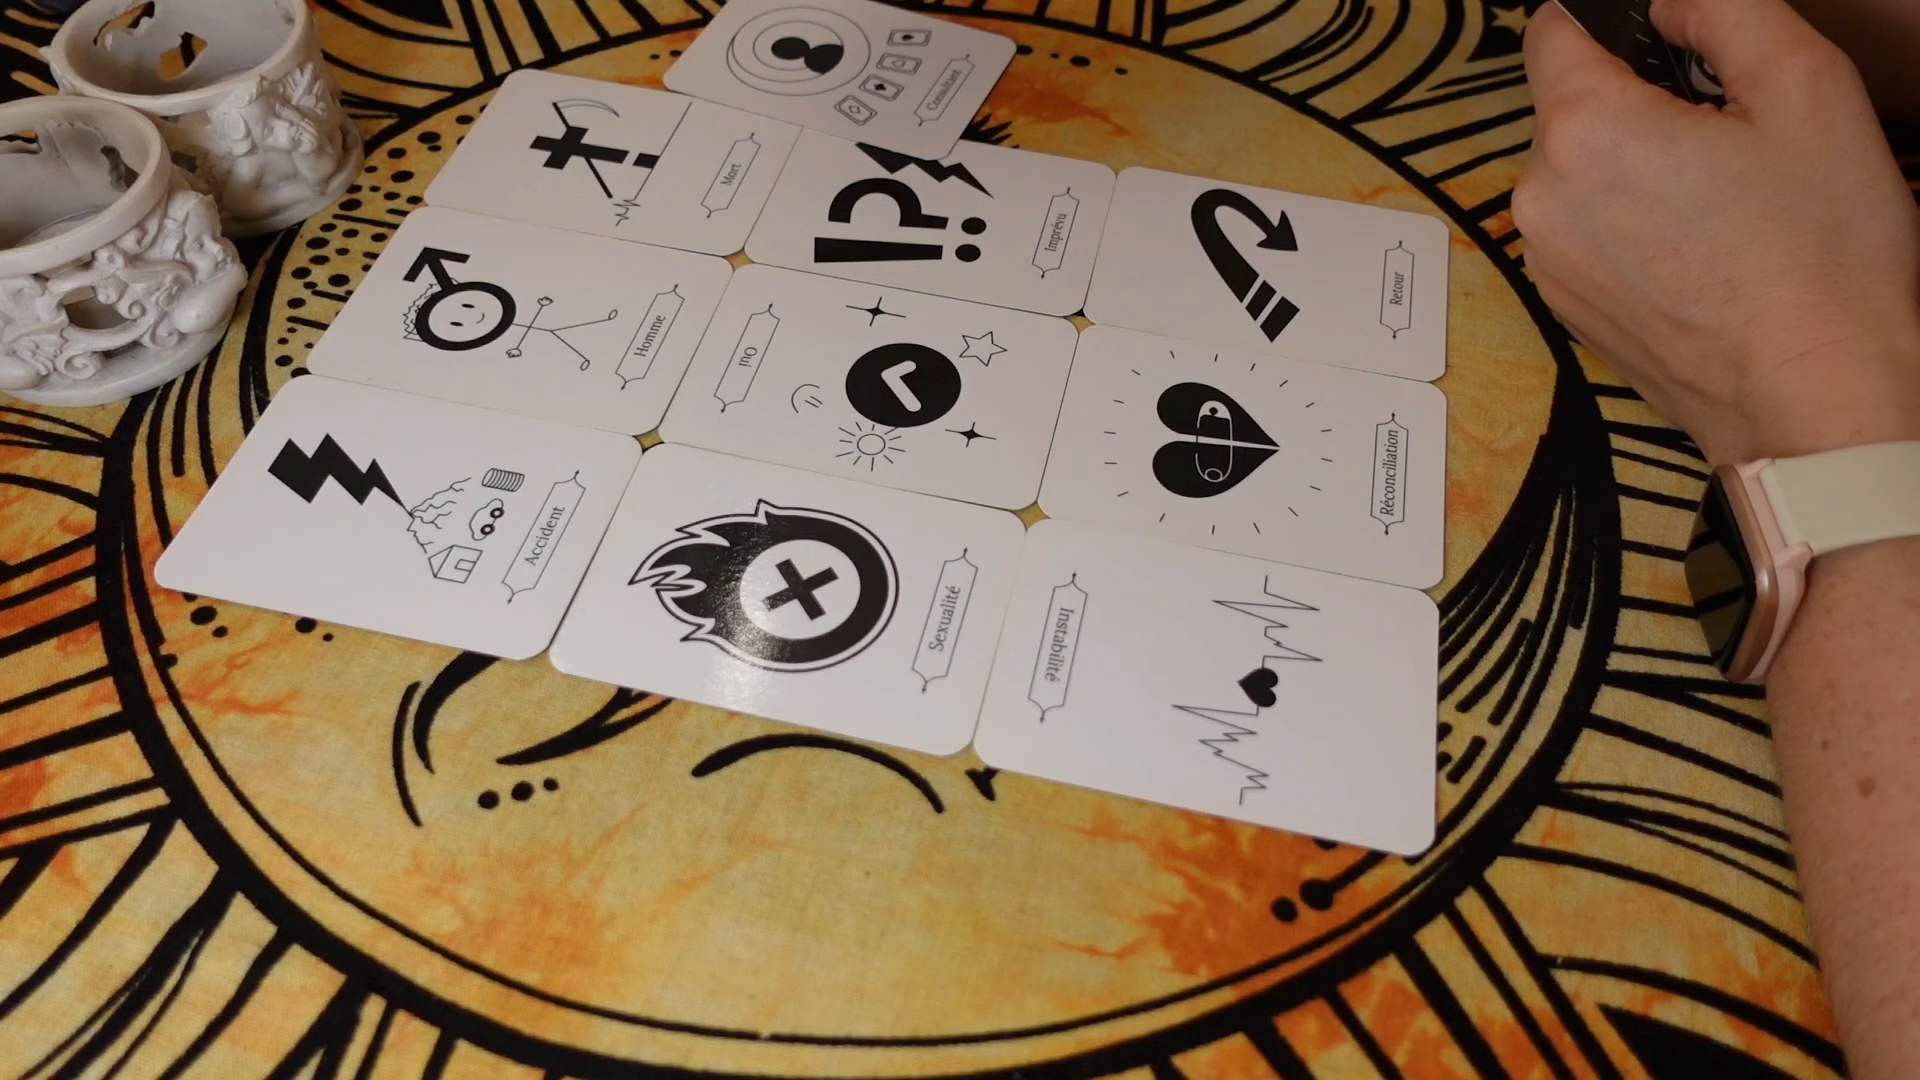 Consultant
Mort
Imprévu
Retour
Homme
Oui
Réconciliation
Accident
Sexualité
Instabilité